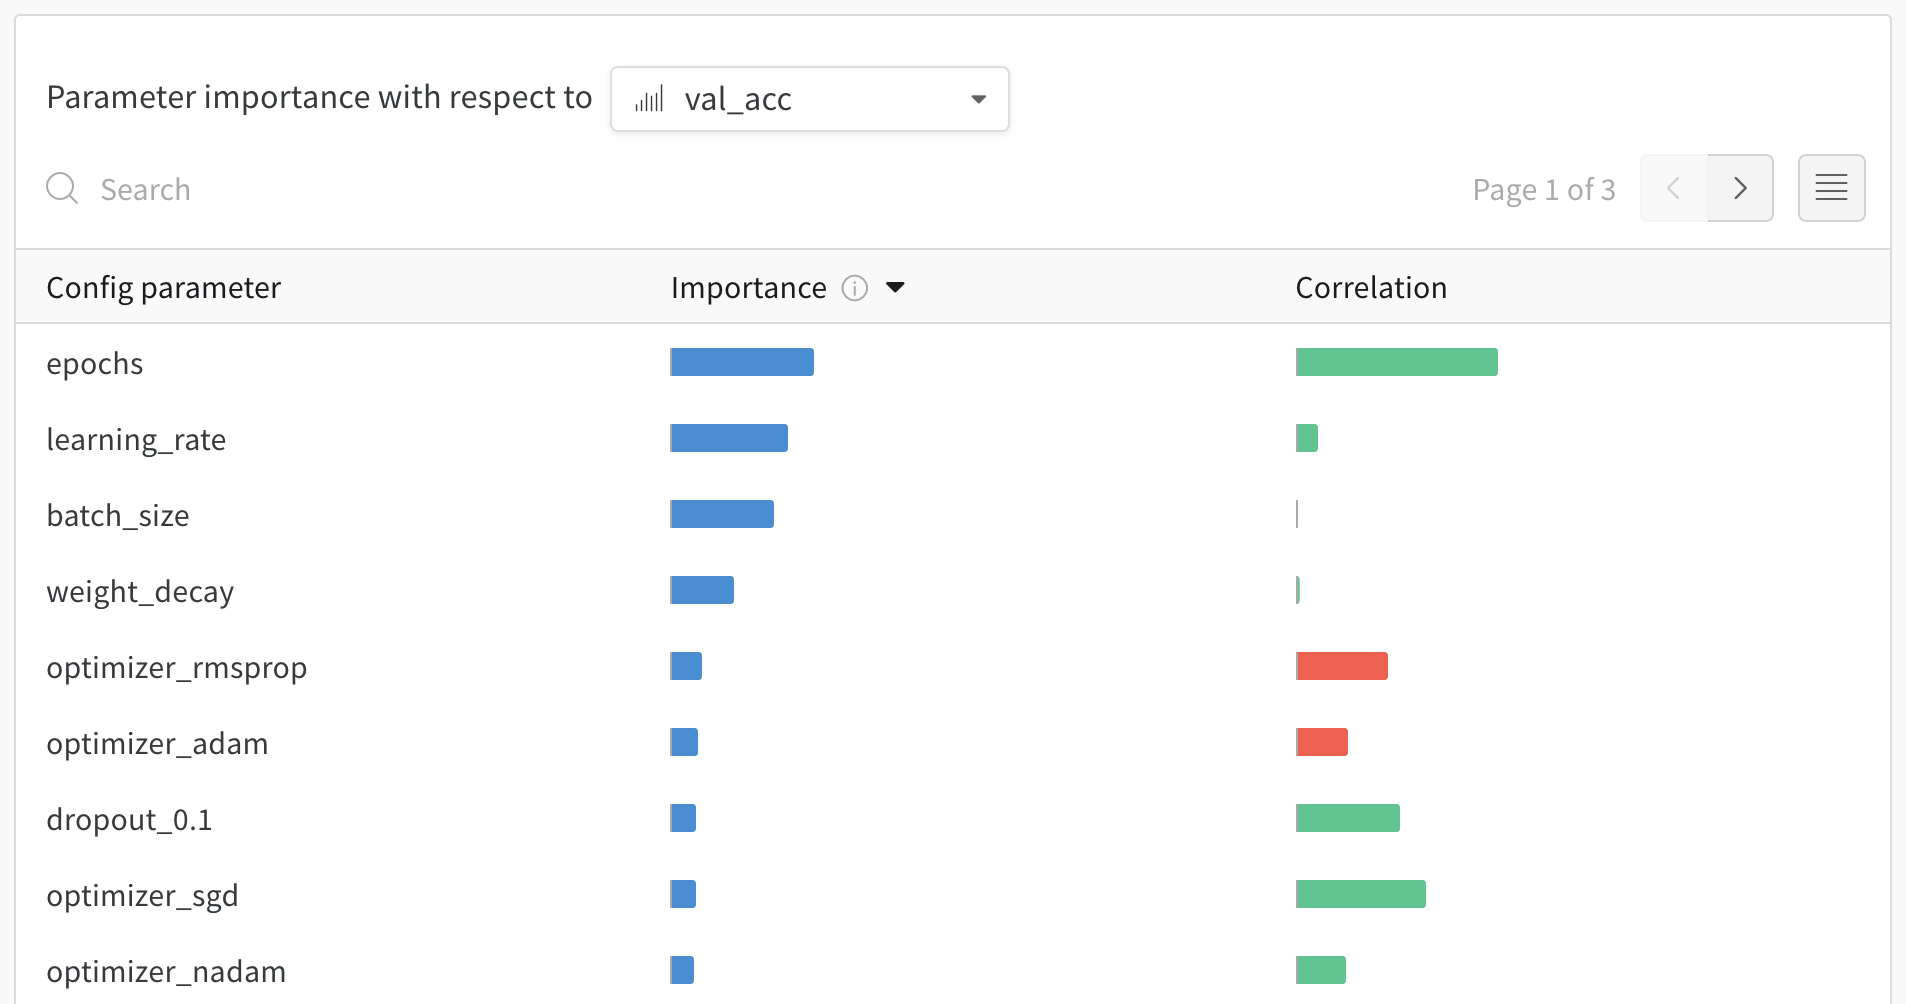 Parameter importance with respect to val_acc
Search
Page 1 of 3
Config parameter Importance Correlation
epochs
learning_rate
batch_size
weight_decay
optimizer_rmsprop
optimizer_adam
dropout_0.1
optimizer_sgd
optimizer_nadam